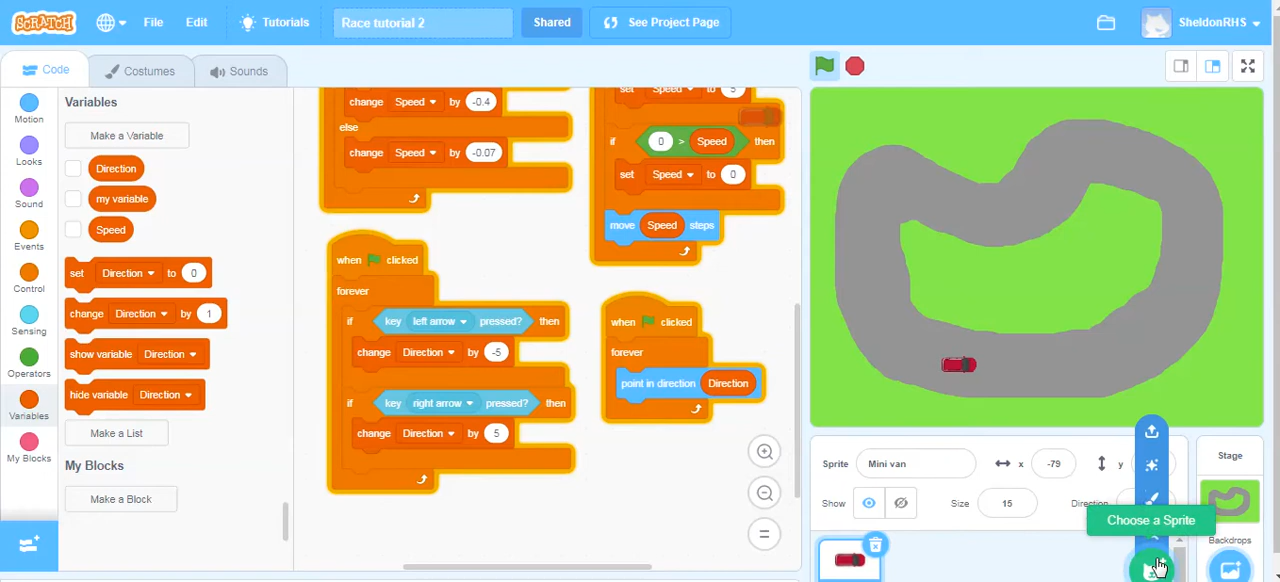 SCRATCH File Edit Tutorials Race tutorial 2 Shared See Project Page SheldonRHS
Code Costumes Sounds
Motion
Looks
Sound
Events
Control
Sensing
Operators
Variables
My Blocks
Variables
Make a Variable
Direction
my variable
Speed
set Direction to 0
change Direction by 1
show variable Direction
hide variable Direction
Make a List
My Blocks
Make a Block
change Speed by -0.4
else
change Speed by -0.07
when clicked
forever
if key left arrow pressed? then
change Direction by -5
if key right arrow pressed? then
change Direction by 5
set Speed to 5
if 0 > Speed then
set Speed to 0
move Speed steps
when clicked
forever
point in direction Direction
Sprite Mini van x -79 y
Show Size 15 Direction
Choose a Sprite
Stage
Backdrops